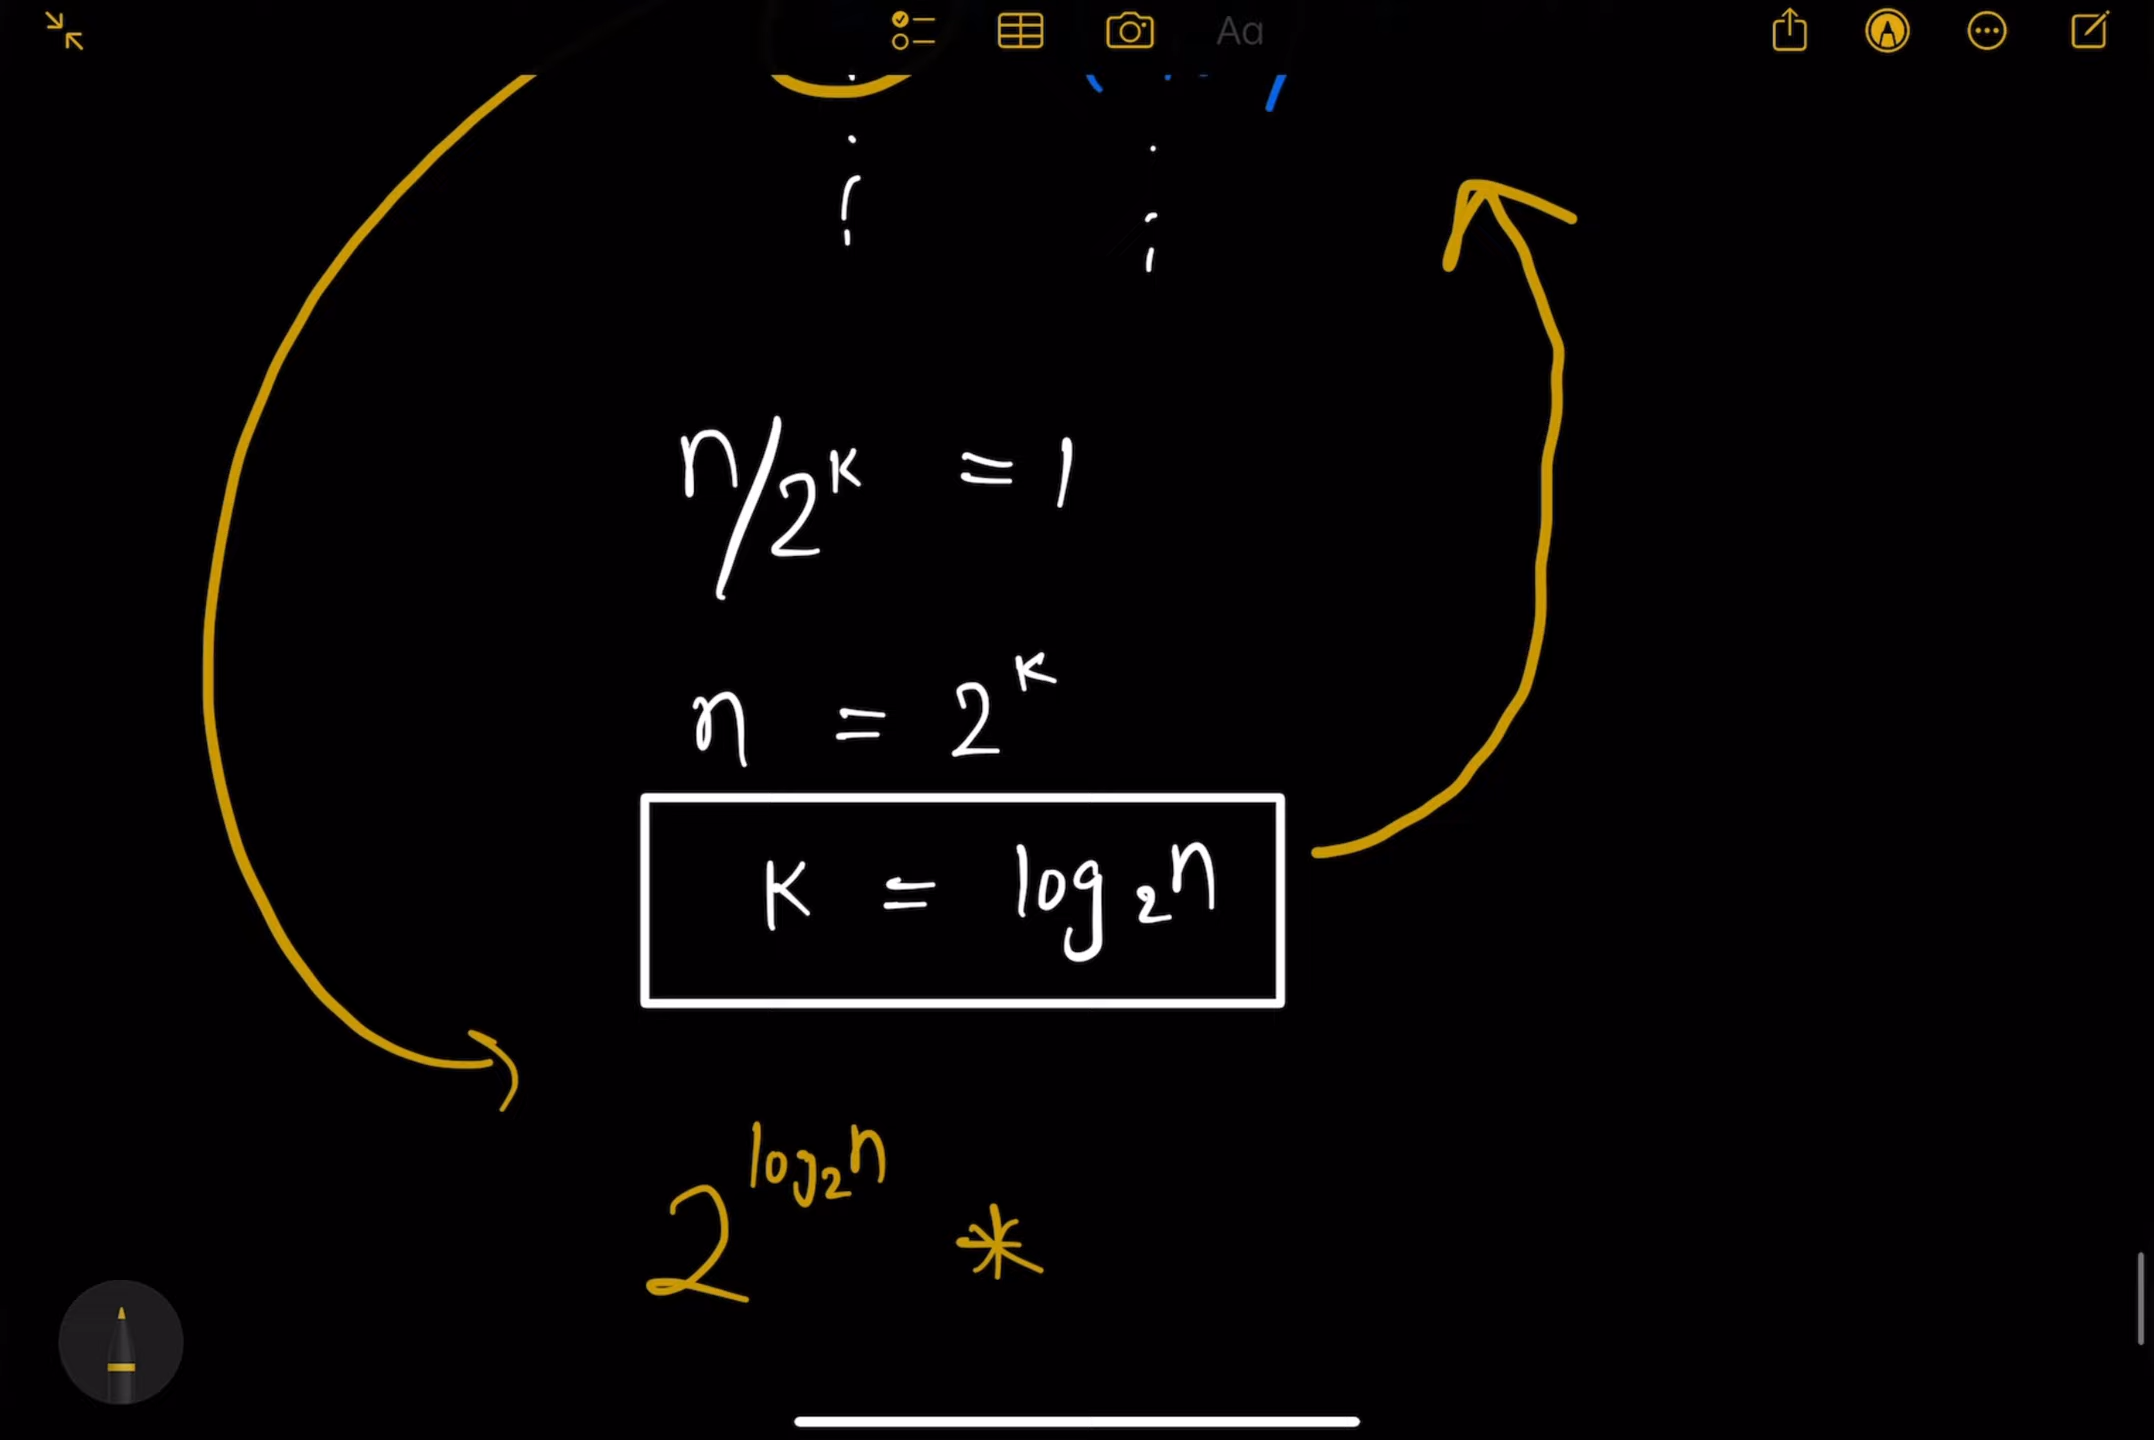 Aa
n/2^k = 1
n = 2^k
k = log₂n
2^log₂n *